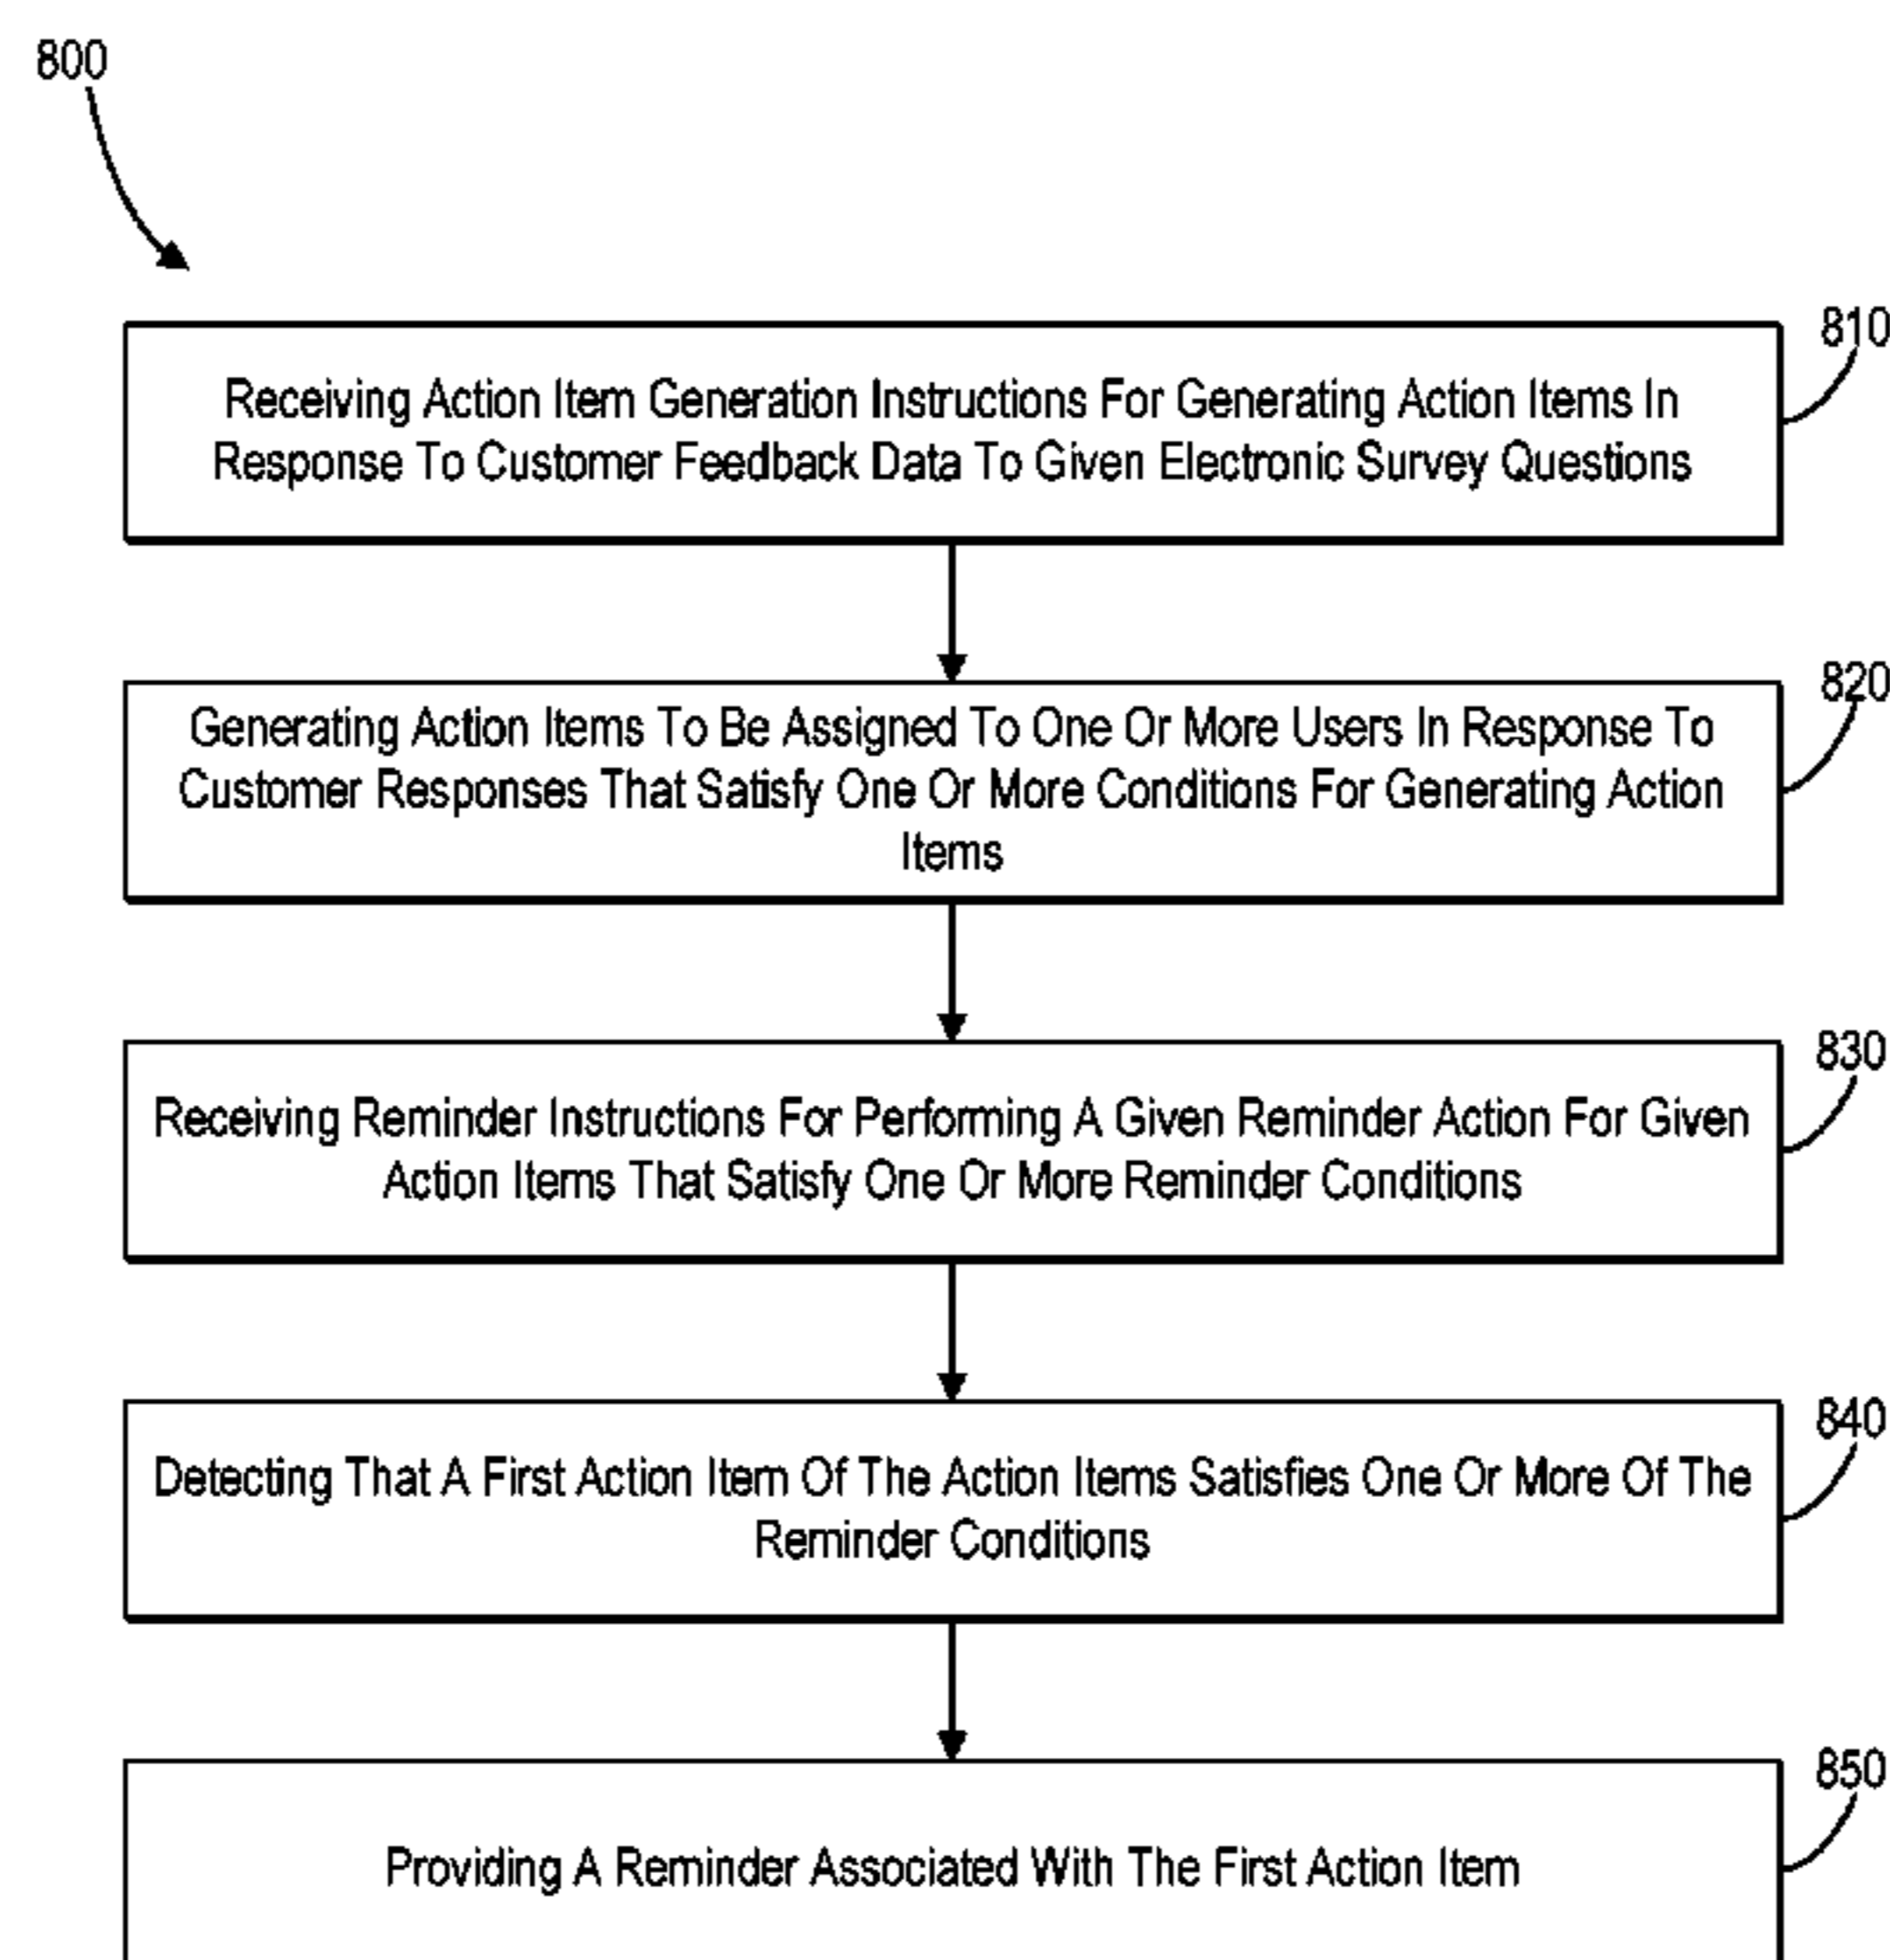 800
810
Receiving Action Item Generation Instructions For Generating Action Items In
Response To Customer Feedback Data To Given Electronic Survey Questions
820
Generating Action Items To Be Assigned To One Or More Users In Response To
Customer Responses That Satisfy One Or More Conditions For Generating Action
Items
830
Receiving Reminder Instructions For Performing A Given Reminder Action For Given
Action Items That Satisfy One Or More Reminder Conditions
840
Detecting That A First Action Item Of The Action Items Satisfies One Or More Of The
Reminder Conditions
850
Providing A Reminder Associated With The First Action Item